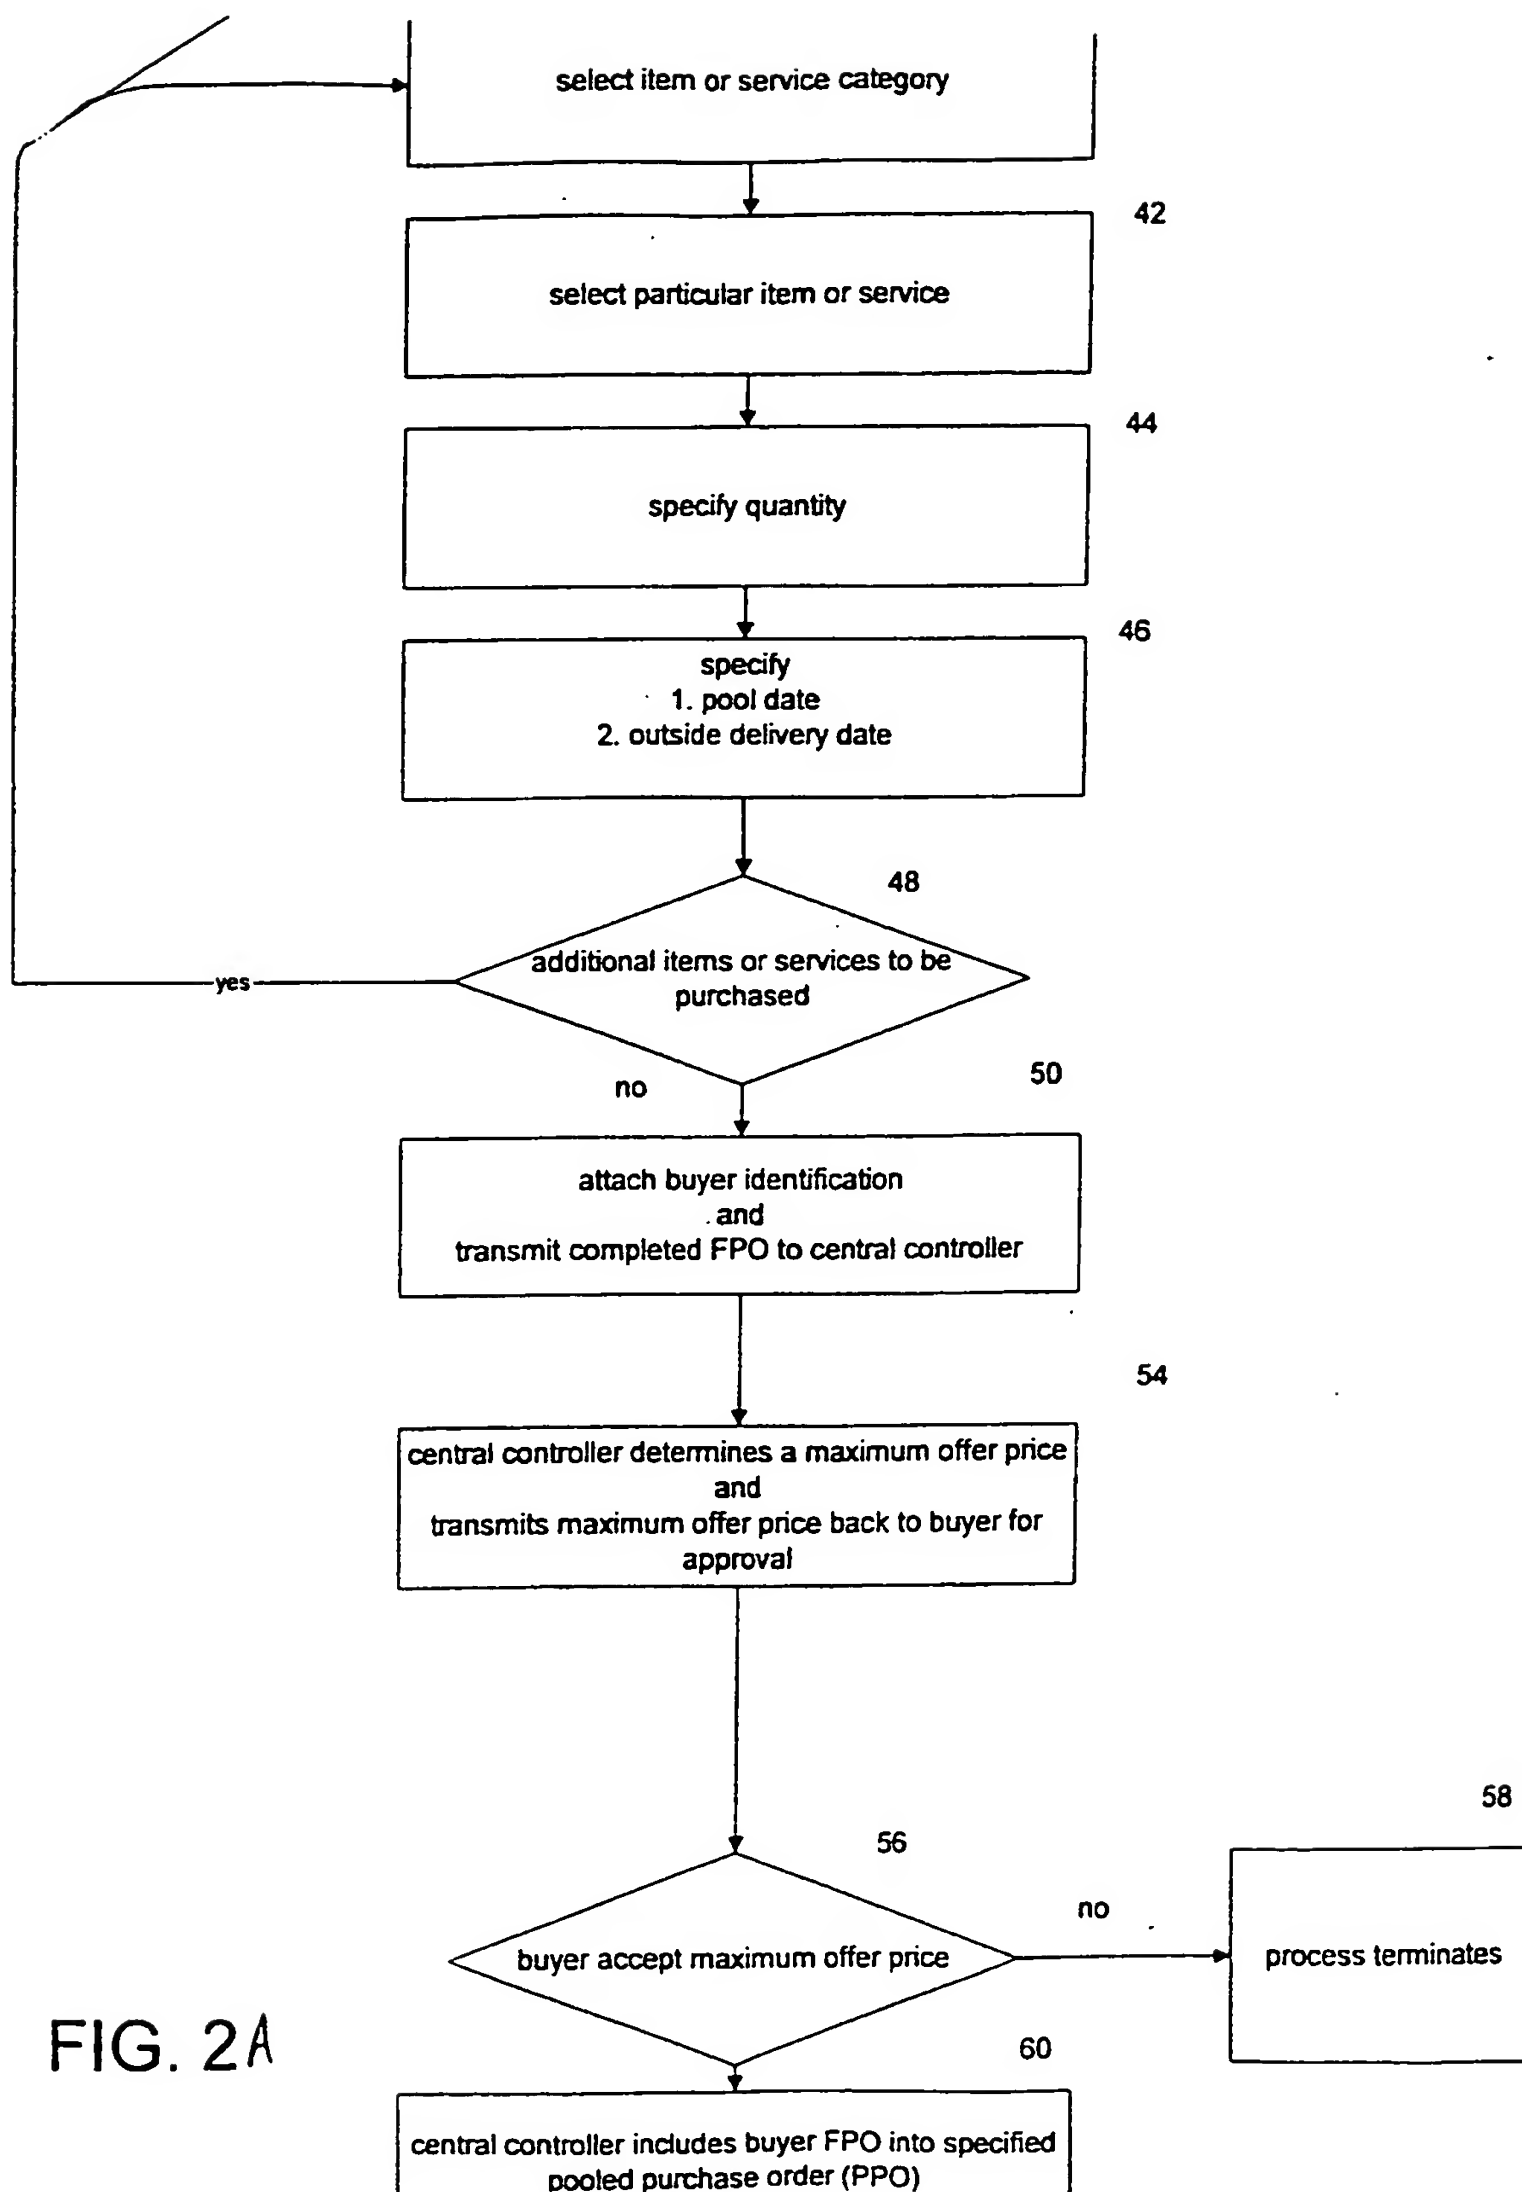 select item or service category
42
select particular item or service
44
specify quantity
46
specify
1. pool date
2. outside delivery date
48
additional items or services to be
purchased
yes
no
50
attach buyer identification
and
transmit completed FPO to central controller
54
central controller determines a maximum offer price
and
transmits maximum offer price back to buyer for
approval
56
58
buyer accept maximum offer price
no
process terminates
60
central controller includes buyer FPO into specified
pooled purchase order (PPO)
FIG. 2A